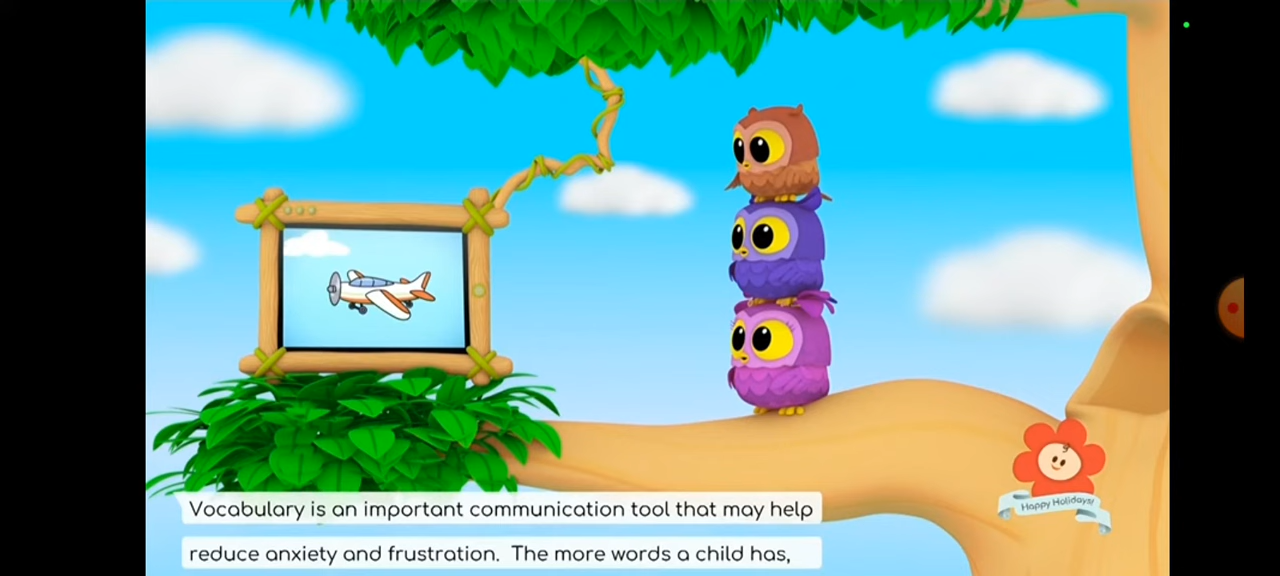 Vocabulary is an important communication tool that may help
reduce anxiety and frustration.  The more words a child has,
Happy Holidays!